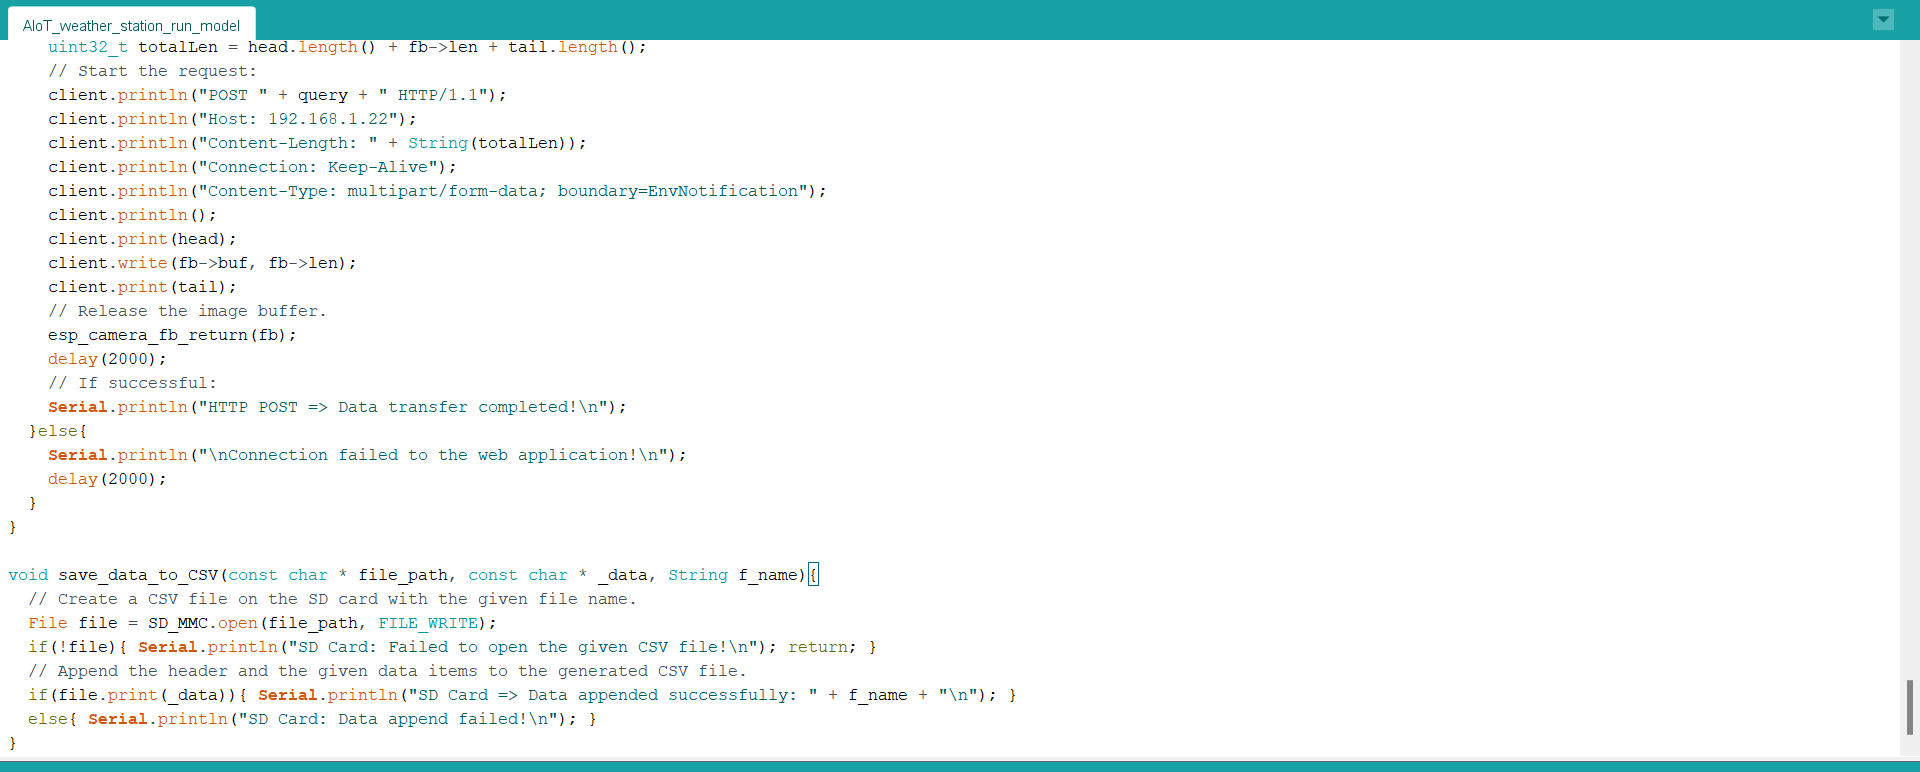 AIoT_weather_station_run_model
uint32_t totalLen = head.length() + fb->len + tail.length();
// Start the request:
client.println("POST " + query + " HTTP/1.1");
client.println("Host: 192.168.1.22");
client.println("Content-Length: " + String(totalLen));
client.println("Connection: Keep-Alive");
client.println("Content-Type: multipart/form-data; boundary=EnvNotification");
client.println();
client.print(head);
client.write(fb->buf, fb->len);
client.print(tail);
// Release the image buffer.
esp_camera_fb_return(fb);
delay(2000);
// If successful:
Serial.println("HTTP POST => Data transfer completed!\n");
}else{
Serial.println("\nConnection failed to the web application!\n");
delay(2000);
}
}
void save_data_to_CSV(const char * file_path, const char * _data, String f_name){
// Create a CSV file on the SD card with the given file name.
File file = SD_MMC.open(file_path, FILE_WRITE);
if(!file){ Serial.println("SD Card: Failed to open the given CSV file!\n"); return; }
// Append the header and the given data items to the generated CSV file.
if(file.print(_data)){ Serial.println("SD Card => Data appended successfully: " + f_name + "\n"); }
else{ Serial.println("SD Card: Data append failed!\n"); }
}